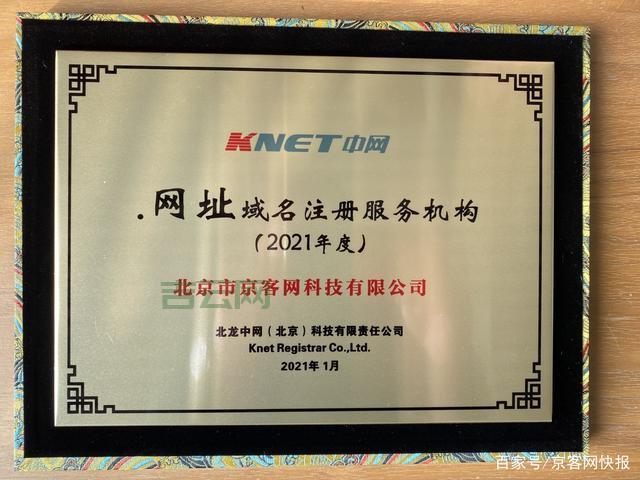 KNET中网
.网址域名注册服务机构
(2021年度)
北京市京客网科技有限公司
吉云网
北龙中网(北京)科技有限责任公司
Knet Registrar Co.,Ltd.
2021年1月
百家号/京客网快报